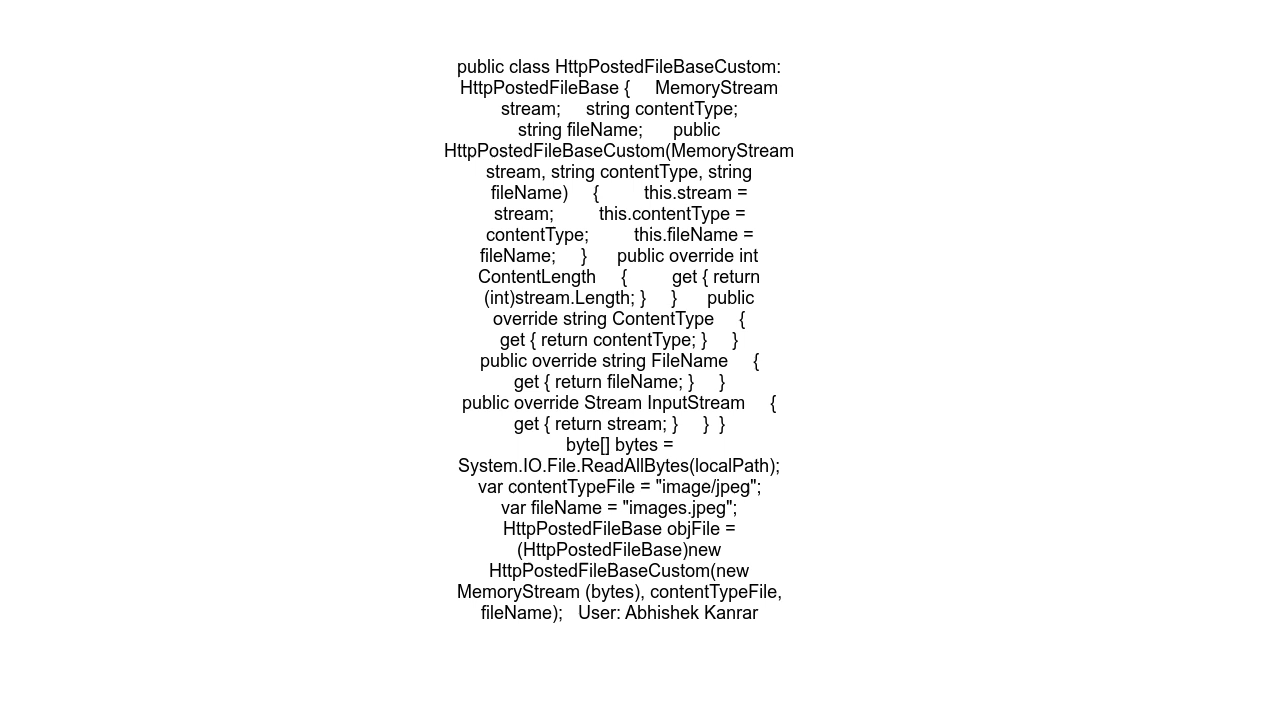 public class HttpPostedFileBaseCustom:
HttpPostedFileBase {     MemoryStream
stream;     string contentType;
string fileName;      public
HttpPostedFileBaseCustom(MemoryStream
stream, string contentType, string
fileName)     {         this.stream =
stream;         this.contentType =
contentType;         this.fileName =
fileName;     }      public override int
ContentLength     {         get { return
(int)stream.Length; }     }      public
override string ContentType     {
get { return contentType; }     }
public override string FileName     {
get { return fileName; }     }
public override Stream InputStream     {
get { return stream; }     }  }
byte[] bytes =
System.IO.File.ReadAllBytes(localPath);
var contentTypeFile = "image/jpeg";
var fileName = "images.jpeg";
HttpPostedFileBase objFile =
(HttpPostedFileBase)new
HttpPostedFileBaseCustom(new
MemoryStream (bytes), contentTypeFile,
fileName);   User: Abhishek Kanrar